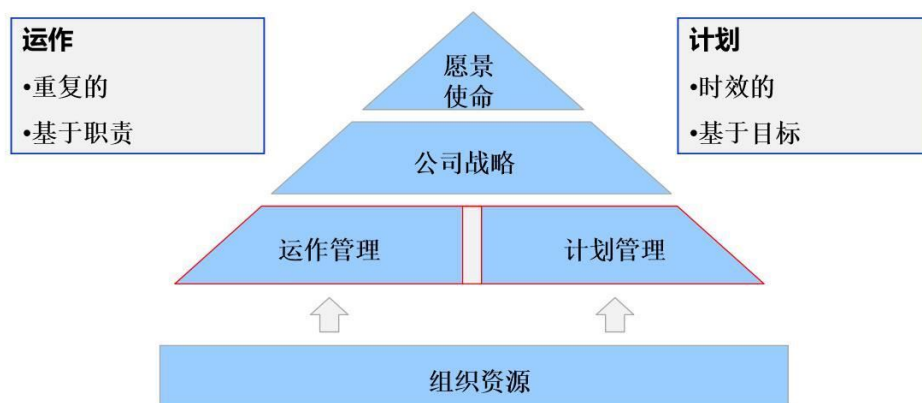 运作
•重复的
•基于职责
计划
•时效的
•基于目标
愿景
使命
公司战略
运作管理
计划管理
组织资源